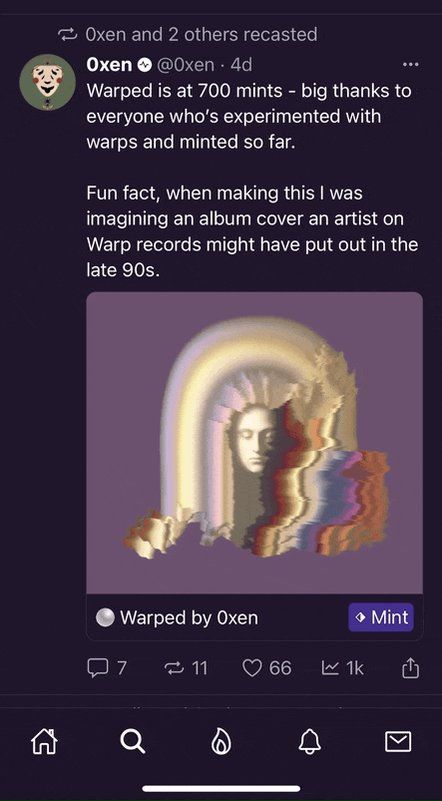 0xen and 2 others recasted
0xen @0xen · 4d
Warped is at 700 mints - big thanks to
everyone who's experimented with
warps and minted so far.
Fun fact, when making this I was
imagining an album cover an artist on
Warp records might have put out in the
late 90s.
Warped by 0xen
Mint
7 11 66 1k